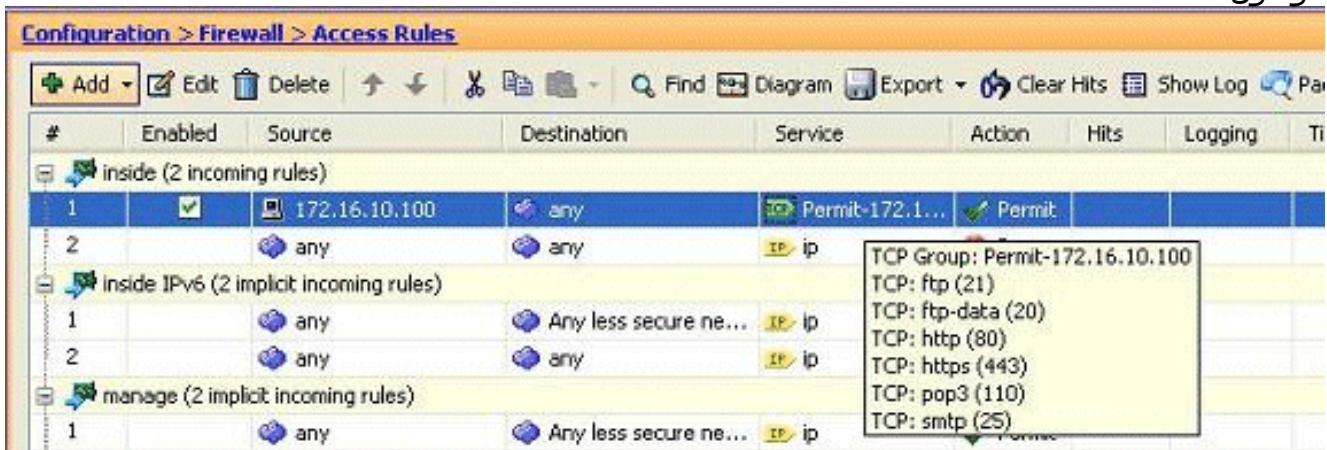 Configuration > Firewall > Access Rules
Add Edit Delete Find Diagram Export Clear Hits Show Log
# Enabled Source Destination Service Action Hits Logging
inside (2 incoming rules)
1 172.16.10.100 any Permit-172.1... Permit
2 any any ip
TCP Group: Permit-172.16.10.100
inside IPv6 (2 implicit incoming rules)
TCP: ftp (21)
1 any Any less secure ne... ip
TCP: ftp-data (20)
TCP: http (80)
2 any any ip
TCP: https (443)
manage (2 implicit incoming rules)
TCP: pop3 (110)
1 any Any less secure ne... ip
TCP: smtp (25)